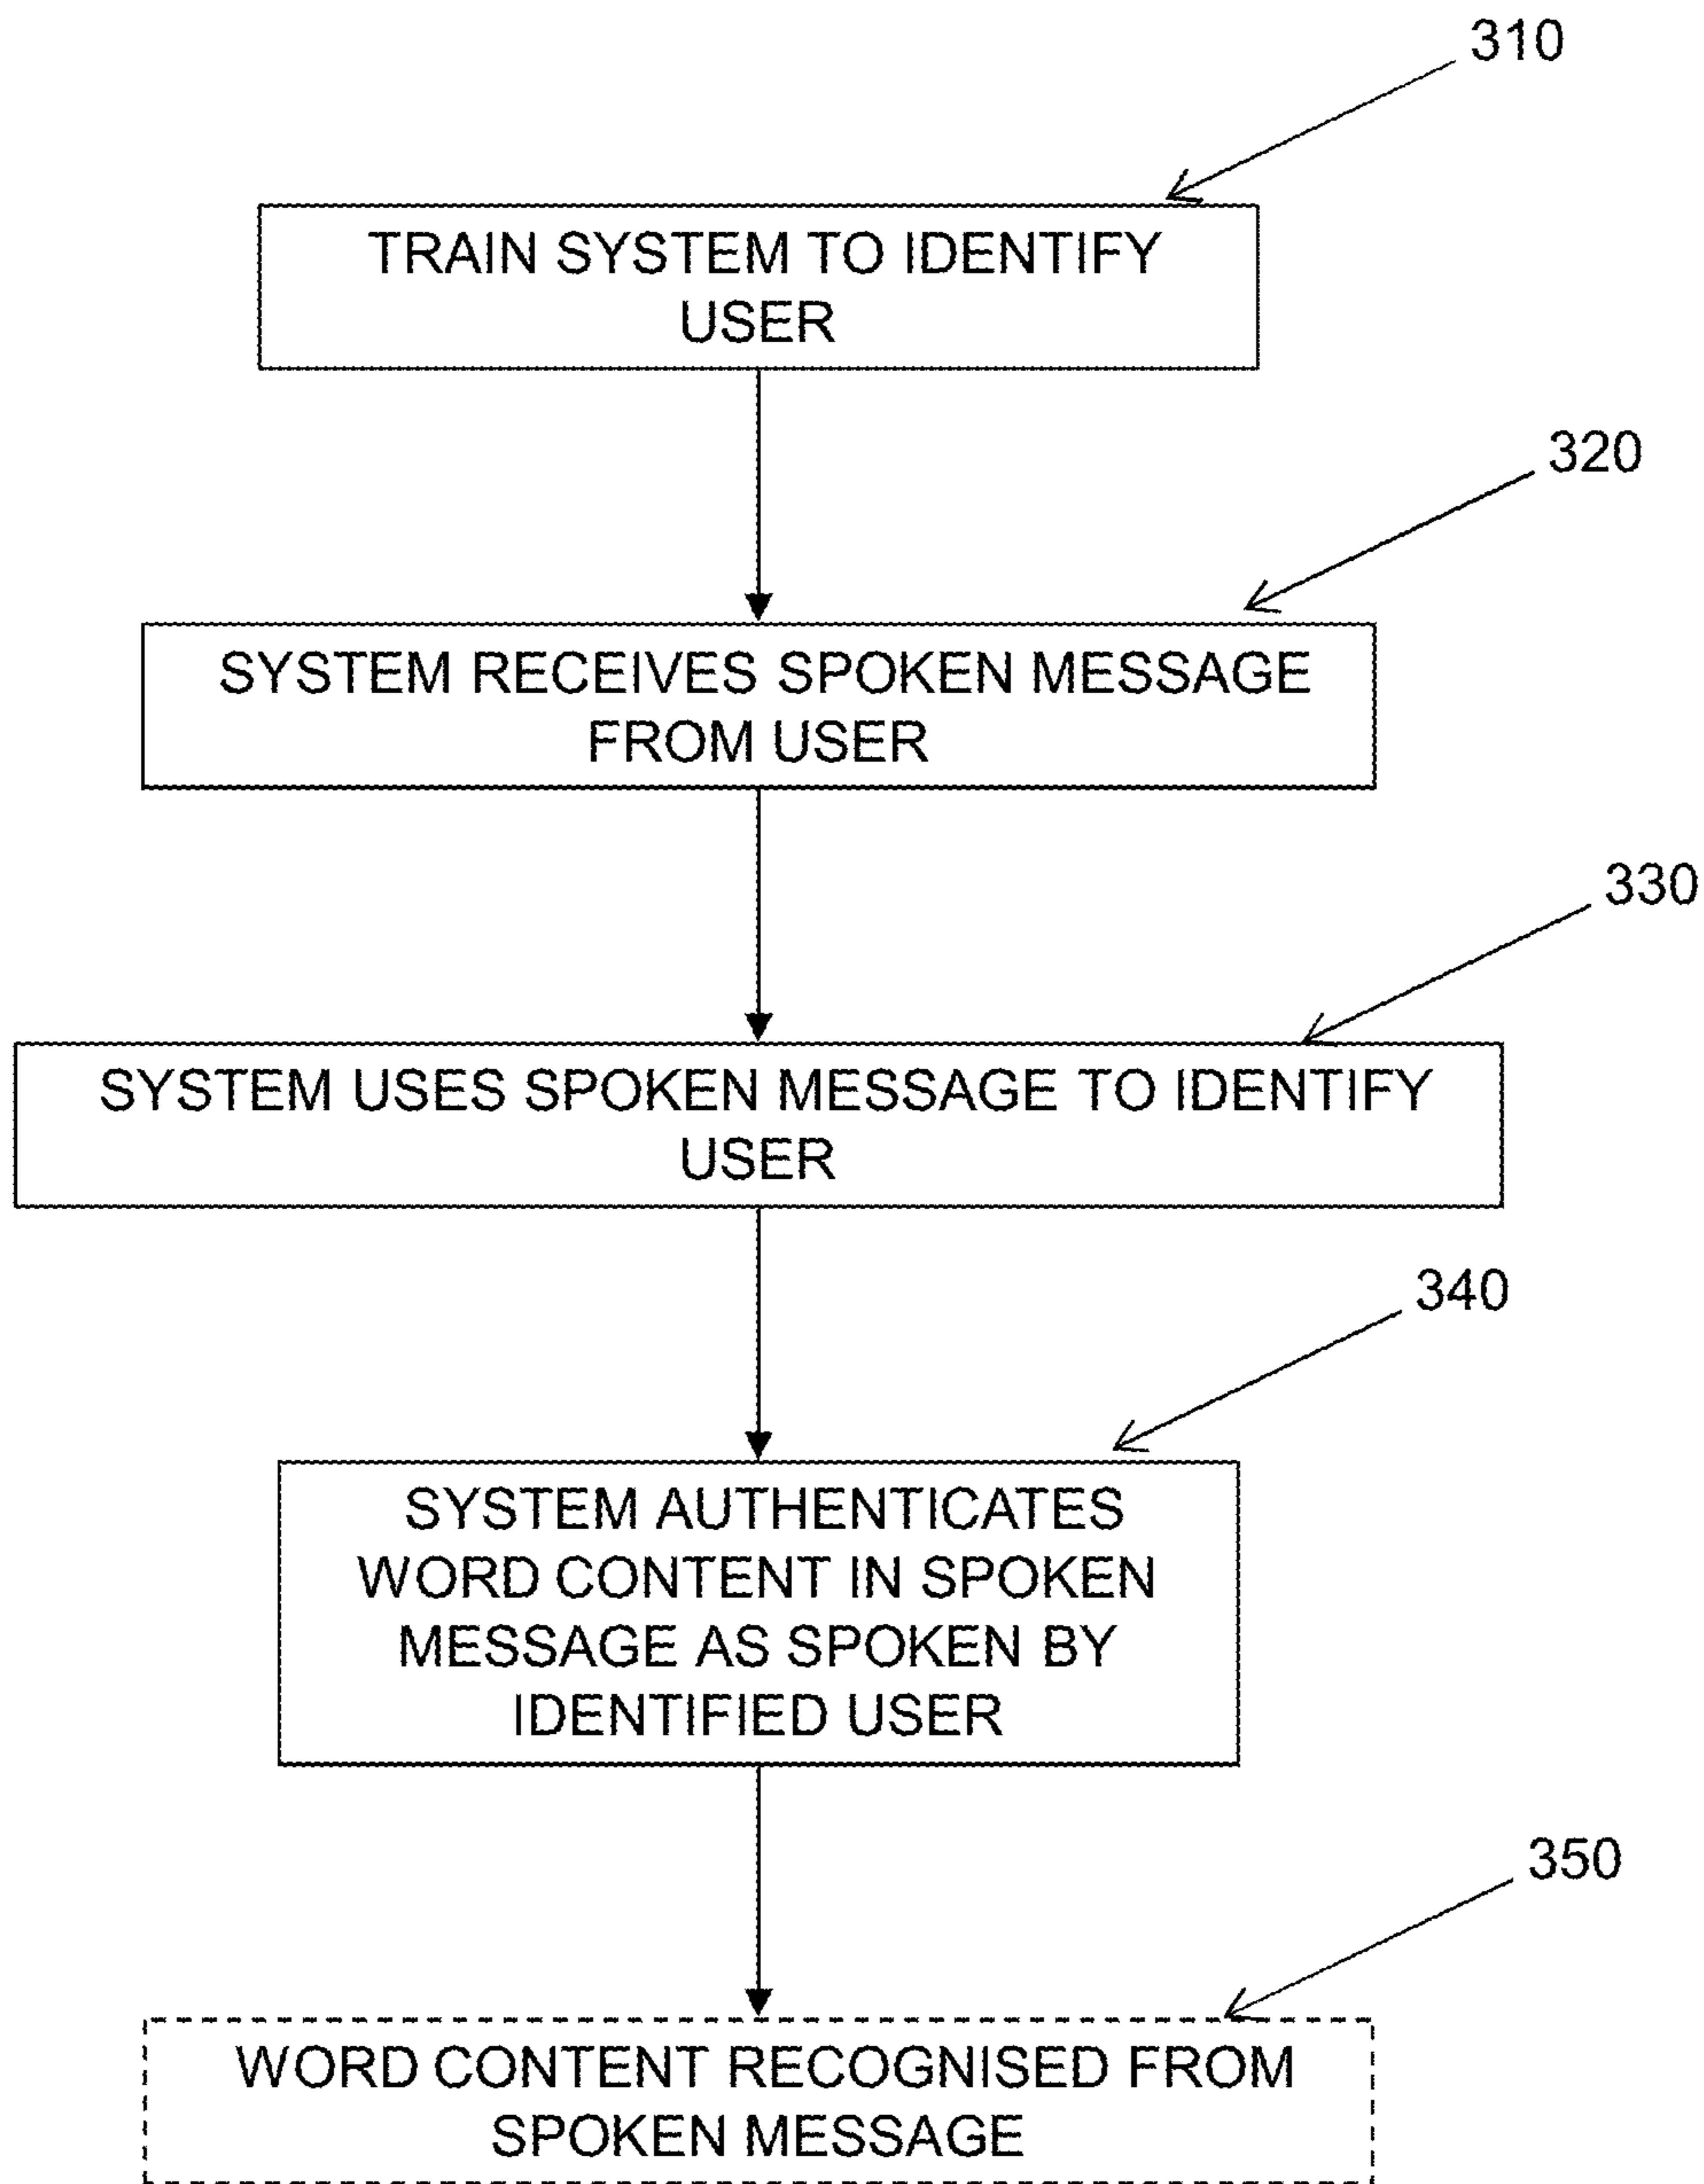 310
TRAIN SYSTEM TO IDENTIFY
USER
320
SYSTEM RECEIVES SPOKEN MESSAGE
FROM USER
330
SYSTEM USES SPOKEN MESSAGE TO IDENTIFY
USER
340
SYSTEM AUTHENTICATES
WORD CONTENT IN SPOKEN
MESSAGE AS SPOKEN BY
IDENTIFIED USER
350
WORD CONTENT RECOGNISED FROM
SPOKEN MESSAGE